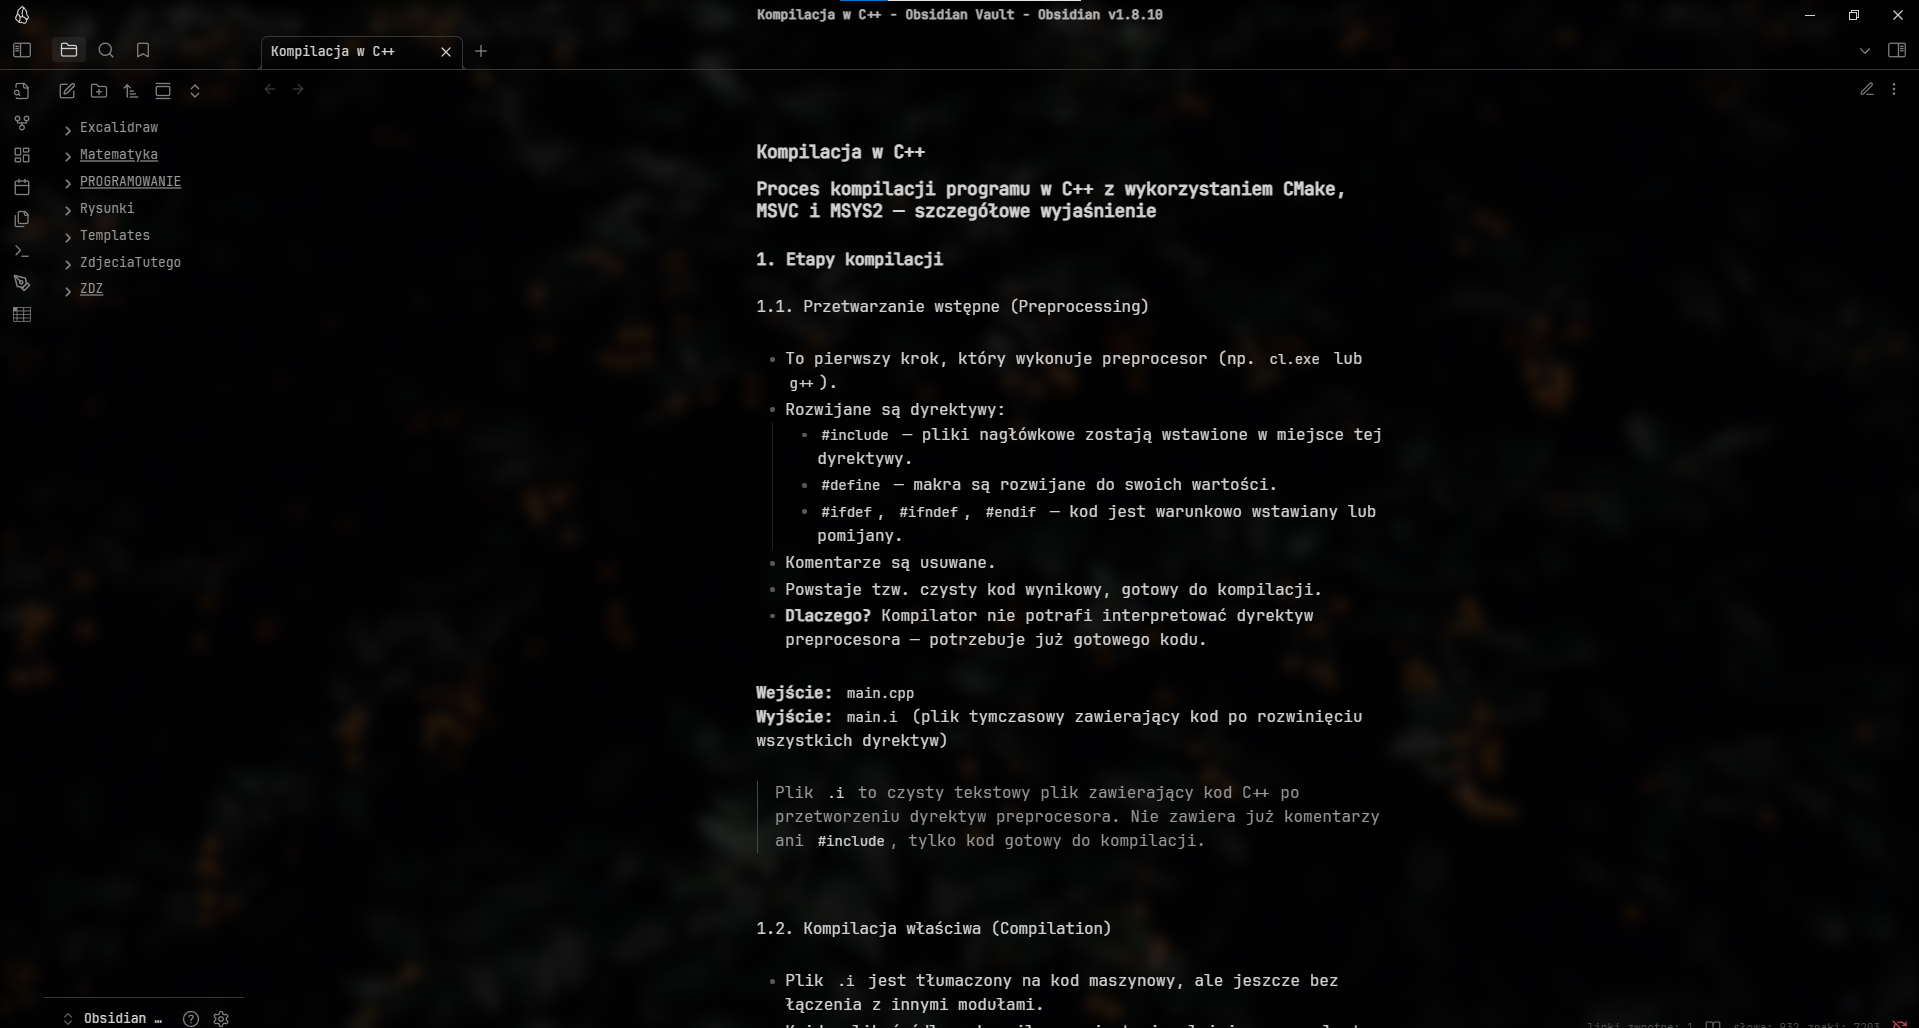 Kompilacja w C++ - Obsidian Vault - Obsidian v1.8.10
Kompilacja w C++
Excalidraw
Matematyka
PROGRAMOWANIE
Rysunki
Templates
ZdjeciaTutego
ZDZ
Kompilacja w C++
Proces kompilacji programu w C++ z wykorzystaniem CMake,
MSVC i MSYS2 — szczegółowe wyjaśnienie
1. Etapy kompilacji
1.1. Przetwarzanie wstępne (Preprocessing)
To pierwszy krok, który wykonuje preprocesor (np. cl.exe lub
g++).
Rozwijane są dyrektywy:
#include — pliki nagłówkowe zostają wstawione w miejsce tej
dyrektywy.
#define — makra są rozwijane do swoich wartości.
#ifdef, #ifndef, #endif — kod jest warunkowo wstawiany lub
pomijany.
Komentarze są usuwane.
Powstaje tzw. czysty kod wynikowy, gotowy do kompilacji.
Dlaczego? Kompilator nie potrafi interpretować dyrektyw
preprocesora — potrzebuje już gotowego kodu.
Wejście: main.cpp
Wyjście: main.i (plik tymczasowy zawierający kod po rozwinięciu
wszystkich dyrektyw)
Plik .i to czysty tekstowy plik zawierający kod C++ po
przetworzeniu dyrektyw preprocesora. Nie zawiera już komentarzy
ani #include, tylko kod gotowy do kompilacji.
1.2. Kompilacja właściwa (Compilation)
Plik .i jest tłumaczony na kod maszynowy, ale jeszcze bez
łączenia z innymi modułami.
Obsidian …